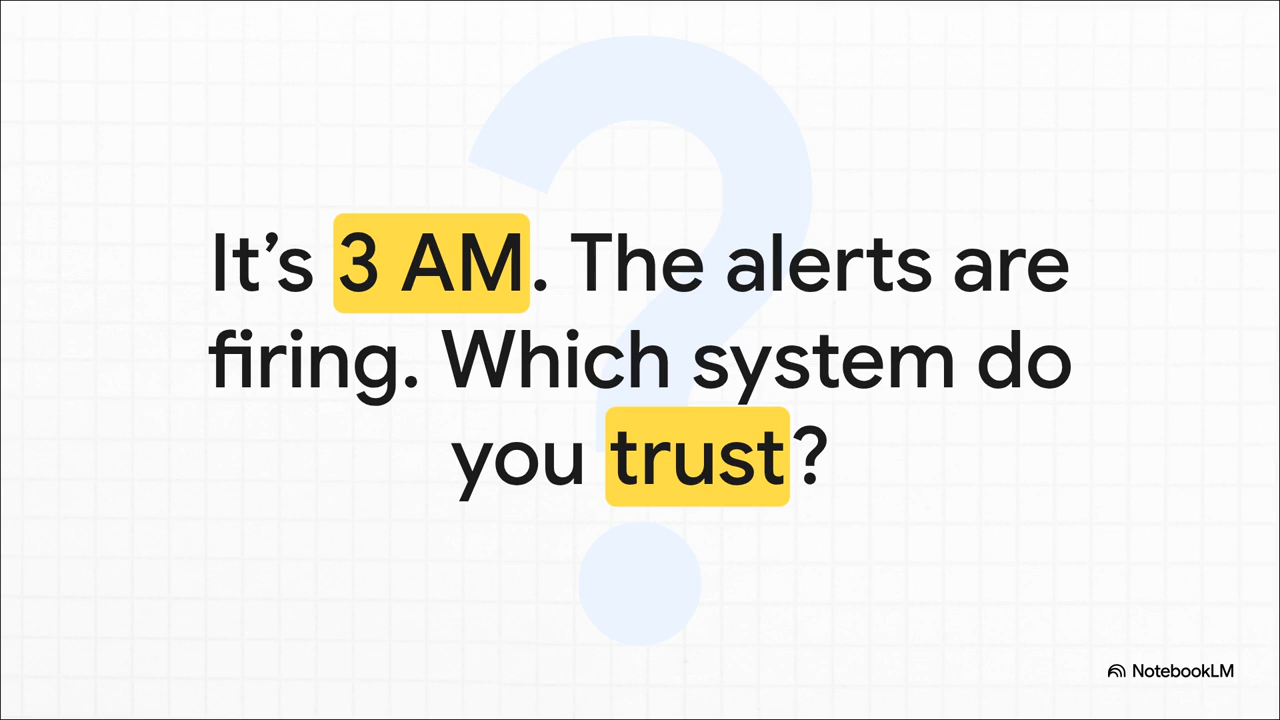 It’s 3 AM. The alerts are
firing. Which system do
you trust?
NotebookLM